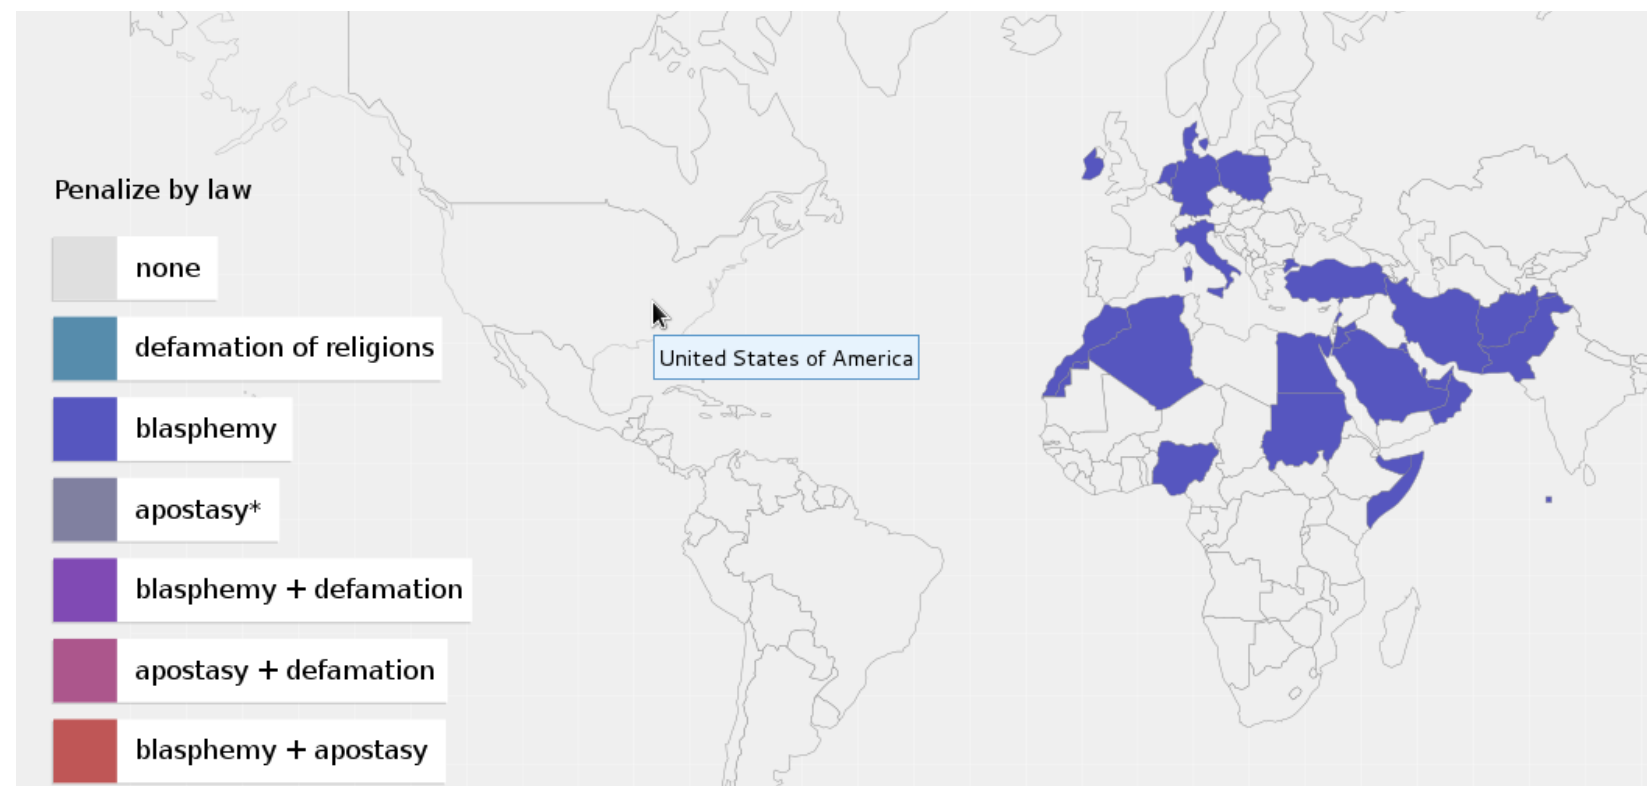 Penalize by law
none
defamation of religions
blasphemy
apostasy*
blasphemy + defamation
apostasy + defamation
blasphemy + apostasy
United States of America